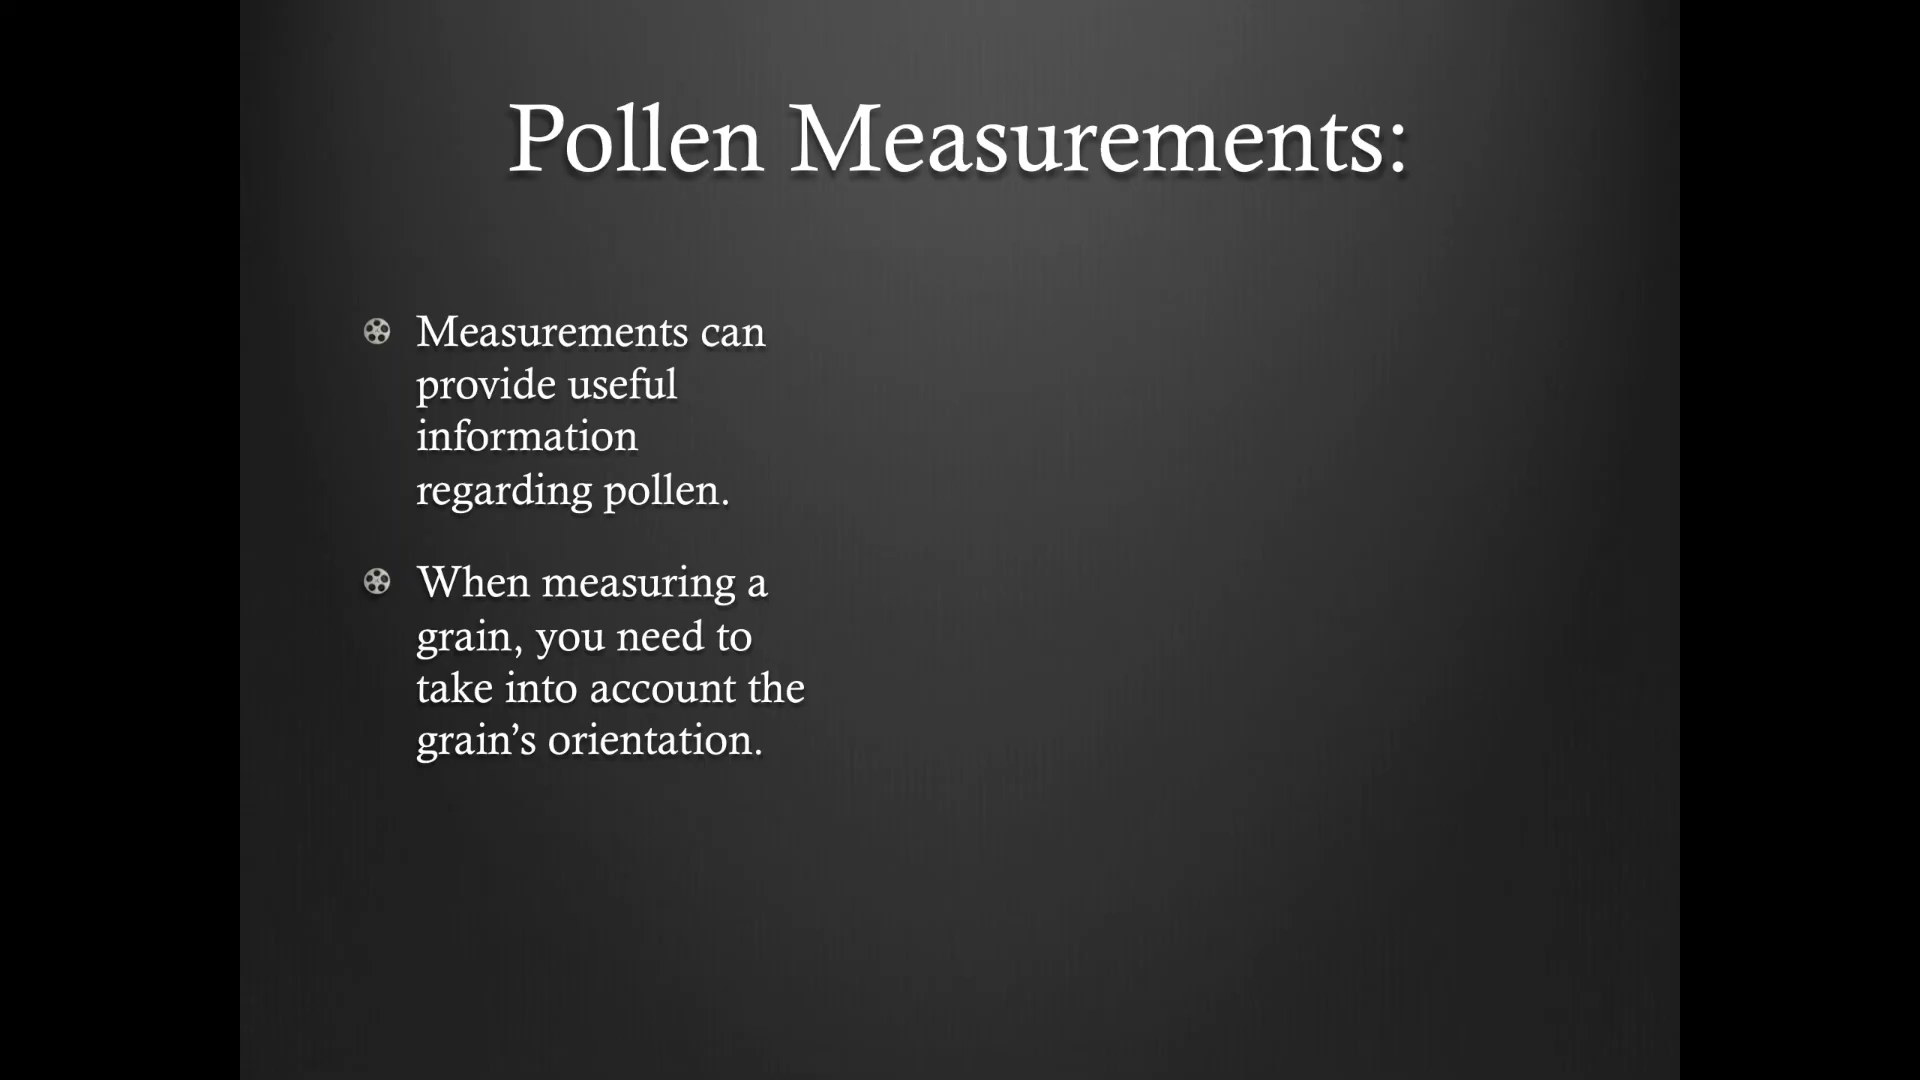 Pollen Measurements:
Measurements can
provide useful
information
regarding pollen.
When measuring a
grain, you need to
take into account the
grain’s orientation.